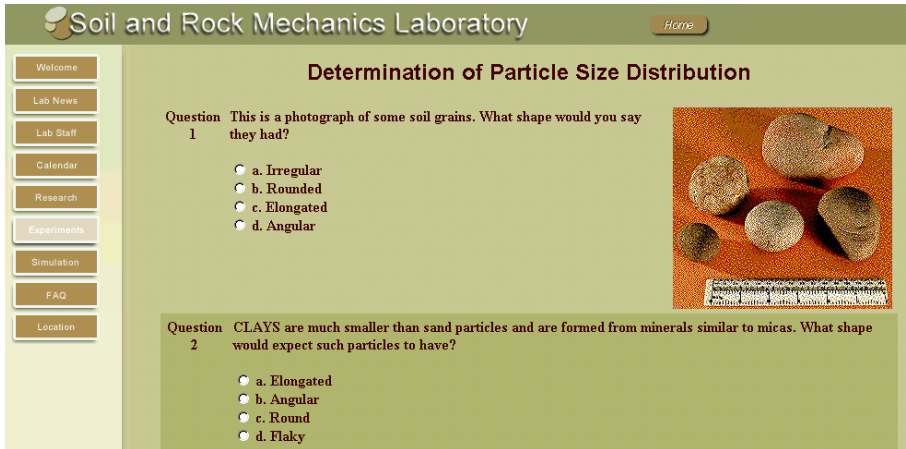 Soil and Rock Mechanics Laboratory
Home
Welcome
Lab News
Lab Staff
Calendar
Research
Experiments
Simulation
FAQ
Location
Determination of Particle Size Distribution
Question 1
This is a photograph of some soil grains. What shape would you say
they had?
a. Irregular
b. Rounded
c. Elongated
d. Angular
Question 2
CLAYS are much smaller than sand particles and are formed from minerals similar to micas. What shape
would expect such particles to have?
a. Elongated
b. Angular
c. Round
d. Flaky